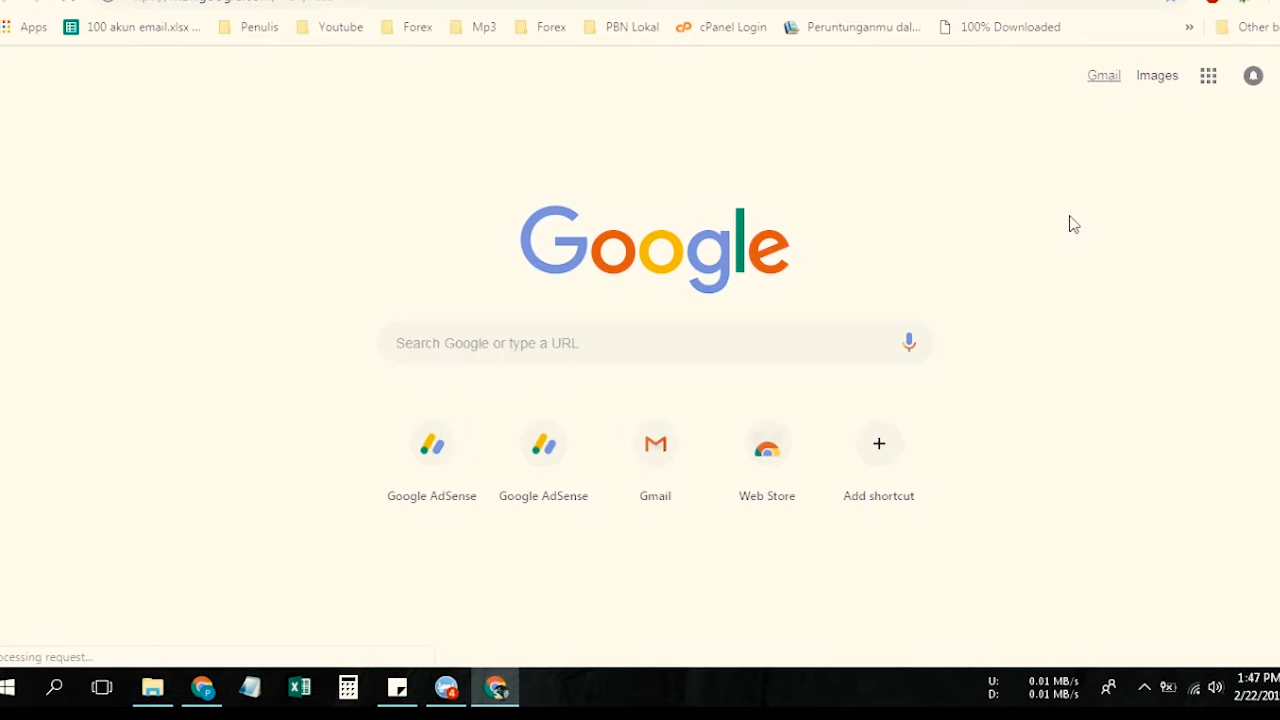 Apps 100 akun email.xlsx ... Penulis Youtube Forex Mp3 Forex PBN Lokal cPanel Login Peruntunganmu dal... 100% Downloaded » Other b
Gmail Images
Google
Search Google or type a URL
Google AdSense Google AdSense Gmail Web Store Add shortcut
ocessing request...
U: 0.01 MB/s
D: 0.01 MB/s
1:47 PM
2/22/201
P
4